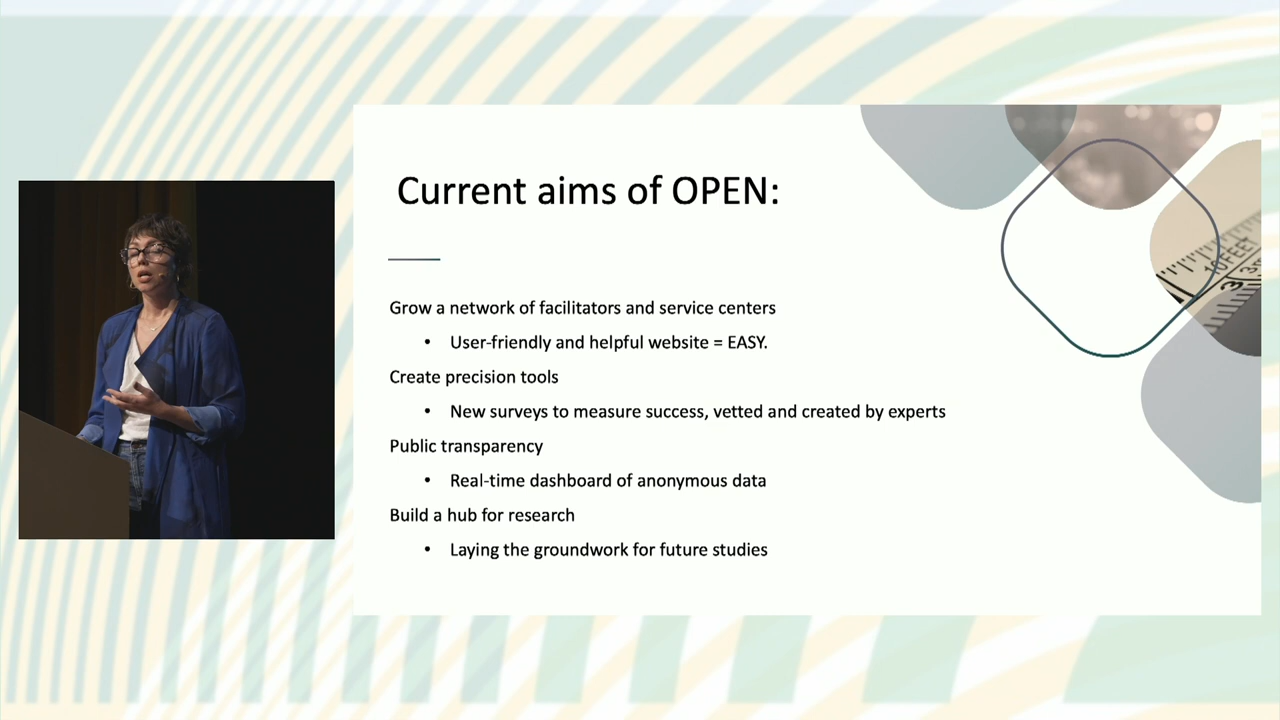 Current aims of OPEN:
Grow a network of facilitators and service centers
• User-friendly and helpful website = EASY.
Create precision tools
• New surveys to measure success, vetted and created by experts
Public transparency
• Real-time dashboard of anonymous data
Build a hub for research
• Laying the groundwork for future studies
10FEET